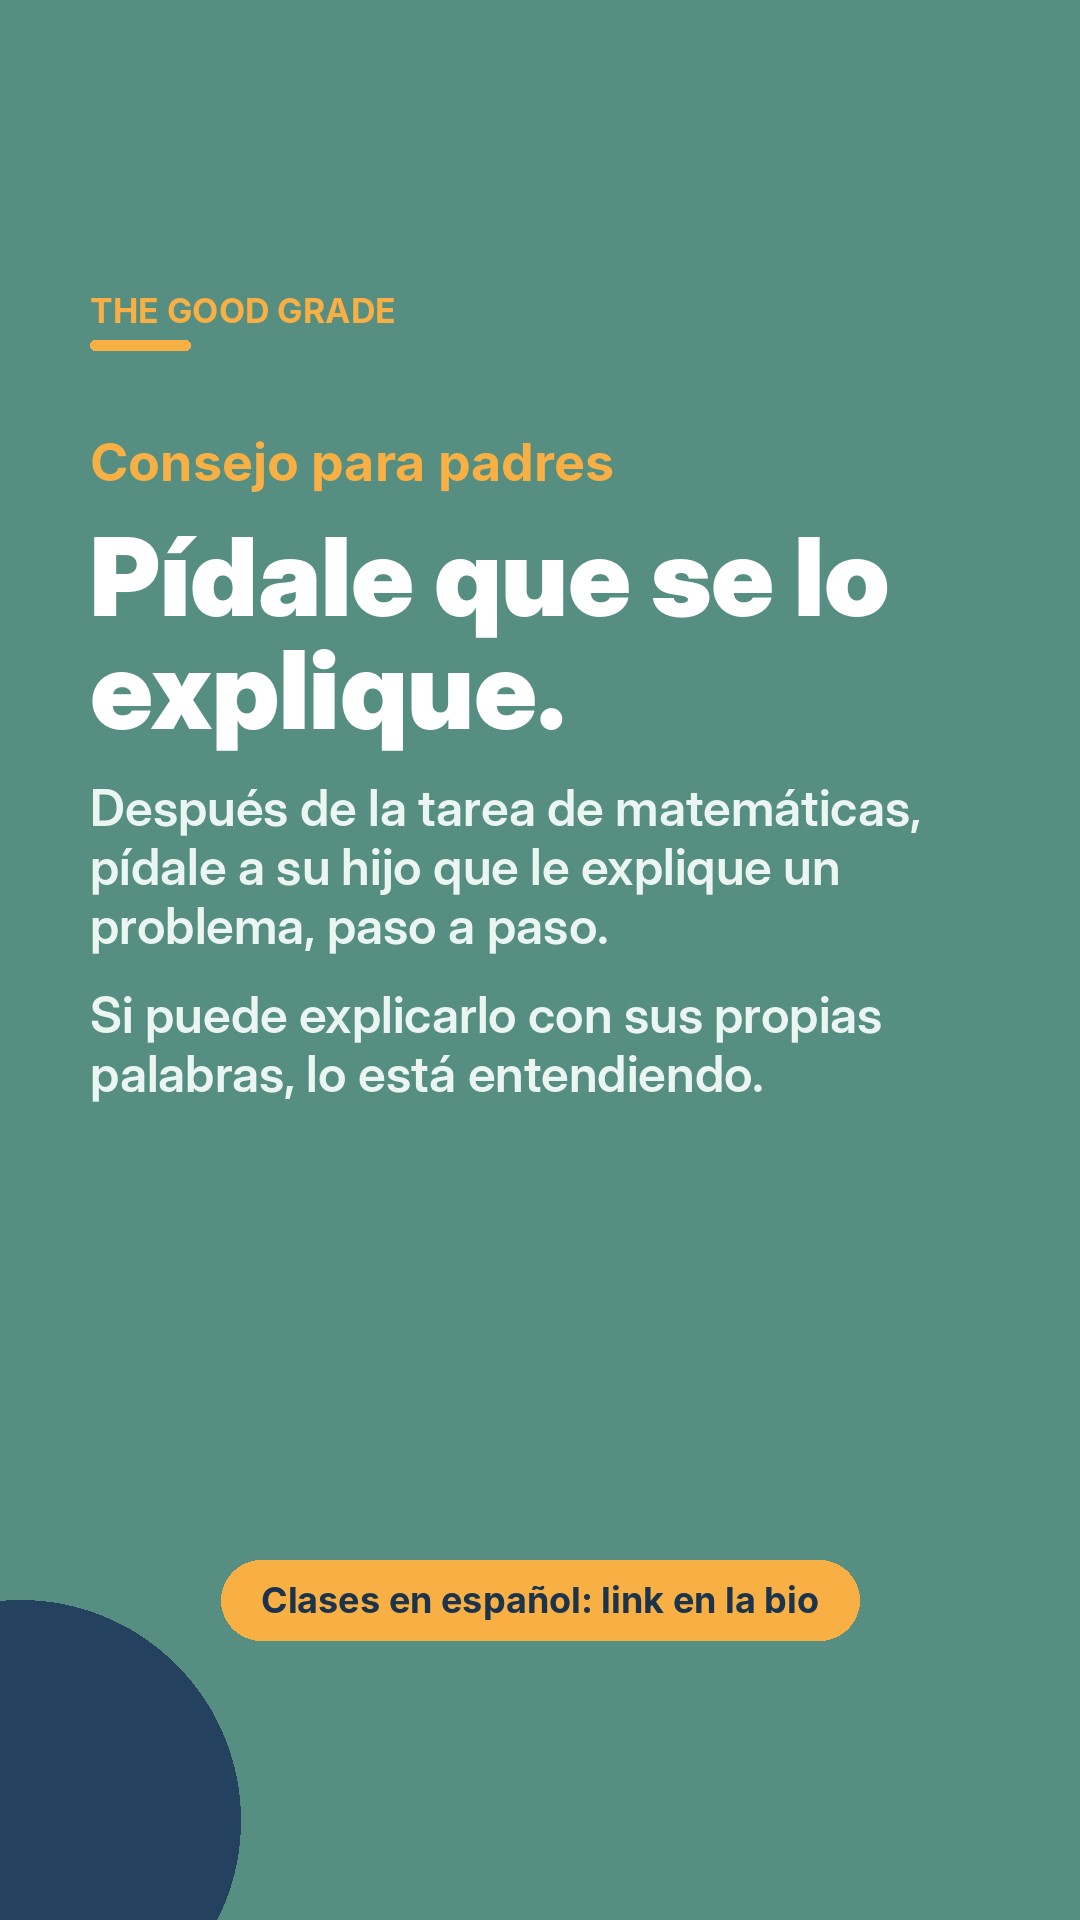 THE GOOD GRADE
Consejo para padres
Pídale que se lo
explique.
Después de la tarea de matemáticas,
pídale a su hijo que le explique un
problema, paso a paso.
Si puede explicarlo con sus propias
palabras, lo está entendiendo.
Clases en español: link en la bio